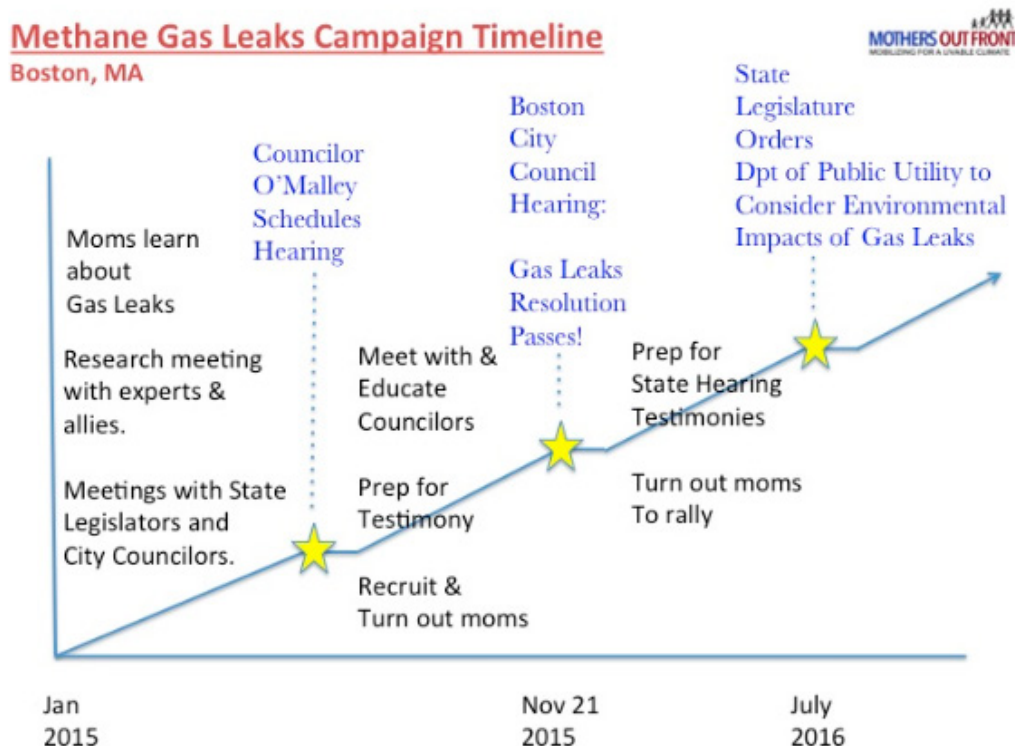 Methane Gas Leaks Campaign Timeline
Boston, MA
MOTHERS OUT FRONT
MOBILIZING FOR A LIVABLE CLIMATE
Moms learn
about
Gas Leaks
Research meeting
with experts &
allies.
Meetings with State
Legislators and
City Councilors.
Councilor
O'Malley
Schedules
Hearing
Meet with &
Educate
Councilors
Prep for
Testimony
Recruit &
Turn out moms
Boston
City
Council
Hearing:
Gas Leaks
Resolution
Passes!
Prep for
State Hearing
Testimonies
Turn out moms
To rally
State
Legislature
Orders
Dpt of Public Utility to
Consider Environmental
Impacts of Gas Leaks
Jan
2015
Nov 21
2015
July
2016